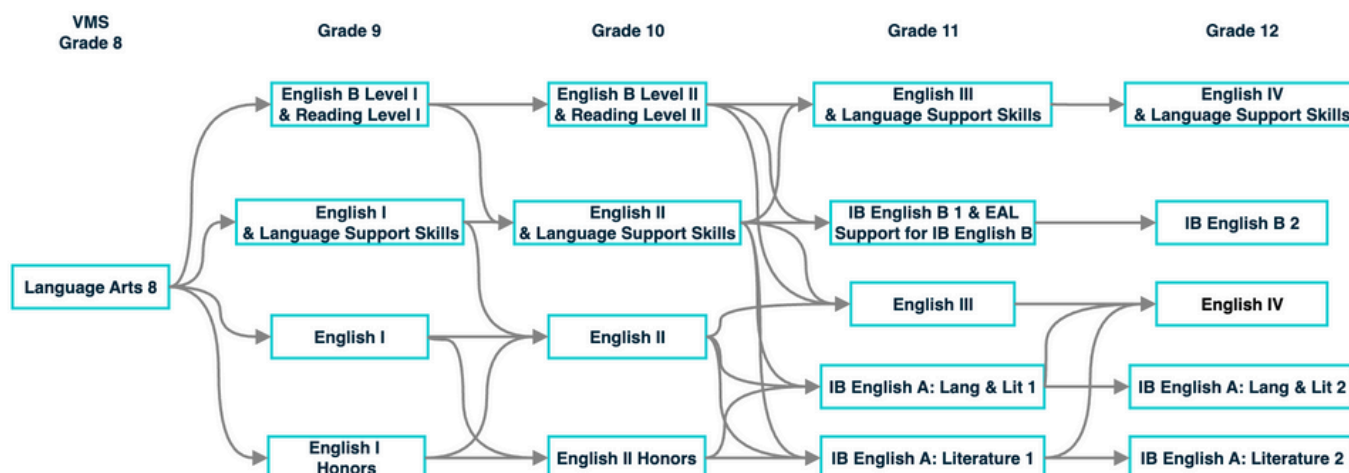 VMS
Grade 8
Grade 9
Grade 10
Grade 11
Grade 12
English B Level I
& Reading Level I
English B Level II
& Reading Level II
English III
& Language Support Skills
English IV
& Language Support Skills
English I
& Language Support Skills
English II
& Language Support Skills
IB English B 1 & EAL
Support for IB English B
IB English B 2
Language Arts 8
English I
English II
English III
English IV
IB English A: Lang & Lit 1
IB English A: Lang & Lit 2
English I
Honors
English II Honors
IB English A: Literature 1
IB English A: Literature 2